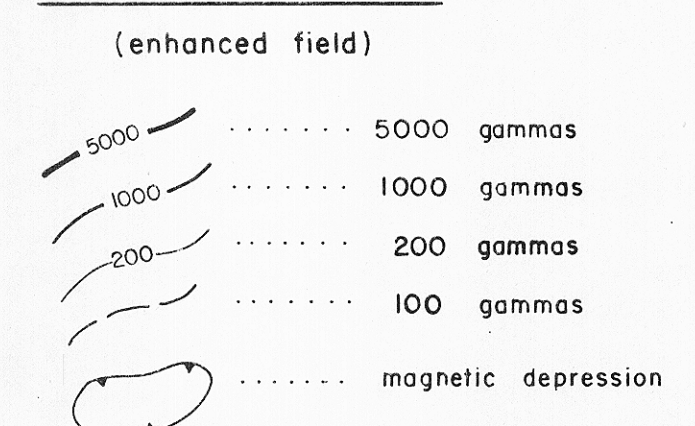 (enhanced field)
5000 ....... 5000 gammas
1000 ....... 1000 gammas
200 ....... 200 gammas
....... 100 gammas
....... magnetic depression